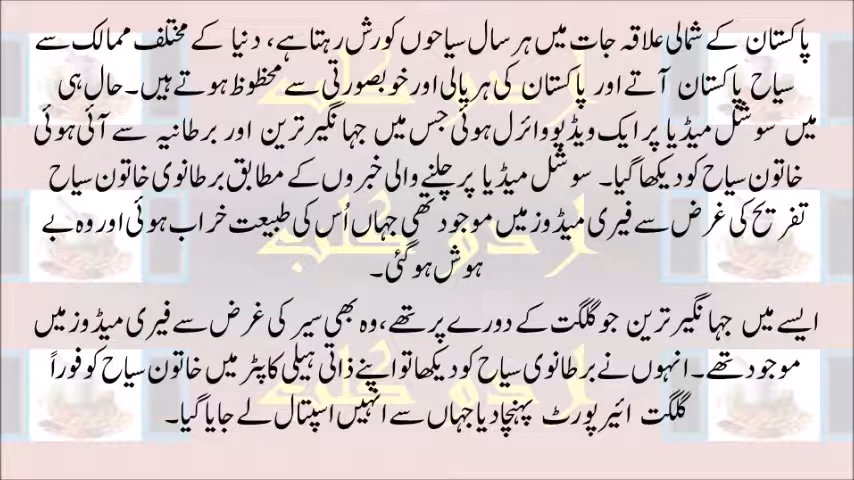 پاکستان کے شمالی علاقہ جات میں ہر سال سیاحوں کو رش رہتا ہے، دنیا کے مختلف ممالک سے
سیاح پاکستان آتے اور پاکستان کی ہریالی اور خوبصورتی سے محظوظ ہوتے ہیں۔ حال ہی
میں سوشل میڈیا پر ایک ویڈیو وائرل ہوئی جس میں جہانگیر ترین اور برطانیہ سے آئی ہوئی
خاتون سیاح کو دیکھا گیا۔ سوشل میڈیا پر چلنے والی خبروں کے مطابق برطانوی خاتون سیاح
تفریح کی غرض سے فیری میڈوز میں موجود تھی جہاں اُس کی طبیعت خراب ہوئی اور وہ بے
ہوش ہو گئی۔
ایسے میں جہانگیر ترین جو گلگت کے دورے پر تھے، وہ بھی سیر کی غرض سے فیری میڈوز میں
موجود تھے۔ انہوں نے برطانوی سیاح کو دیکھا تو اپنے ذاتی ہیلی کاپٹر میں خاتون سیاح کو فوراً
گلگت ائیرپورٹ پہنچا دیا جہاں سے انہیں اسپتال لے جایا گیا۔
اردو کلب
اردو کلب
اردو کلب